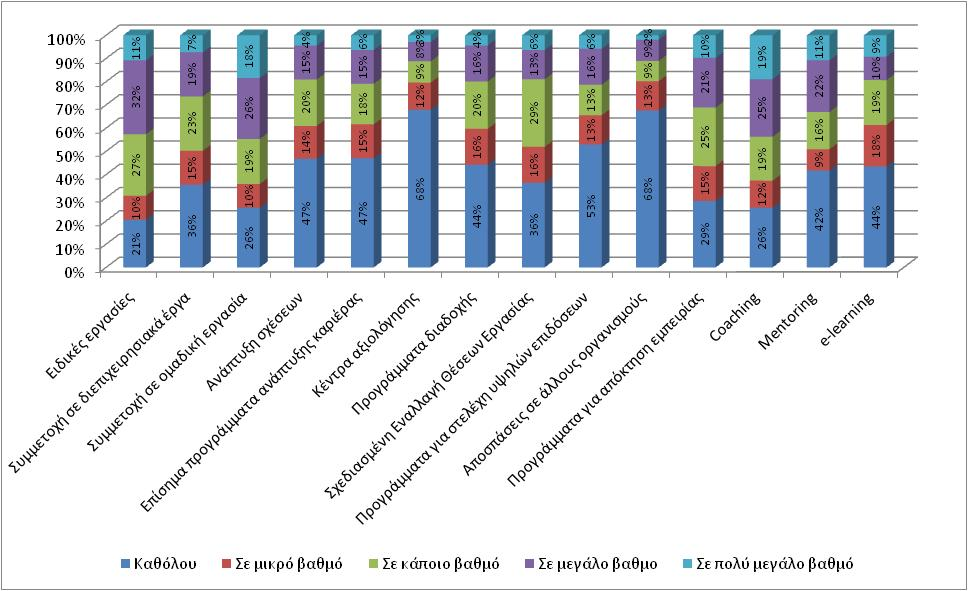 100%
90%
80%
70%
60%
50%
40%
30%
20%
10%
0%
11% 7% 18% 4% 6% 3% 4% 6% 6% 2% 10% 19% 11% 9%
32% 19% 26% 15% 15% 8% 16% 13% 16% 9% 21% 25% 22% 10%
27% 23% 19% 20% 18% 9% 20% 29% 13% 9% 25% 19% 16% 19%
10% 15% 10% 14% 15% 12% 16% 16% 13% 13% 15% 12% 9% 18%
21% 36% 26% 47% 47% 68% 44% 36% 53% 68% 29% 26% 42% 44%
Ειδικές εργασίες
Συμμετοχή σε διεπιχειρησιακά έργα
Συμμετοχή σε ομαδική εργασία
Ανάπτυξη σχέσεων
Επίσημα προγράμματα ανάπτυξης καριέρας
Κέντρα αξιολόγησης
Προγράμματα διαδοχής
Σχεδιασμένη Εναλλαγή Θέσεων Εργασίας
Προγράμματα για στελέχη υψηλών επιδόσεων
Αποσπάσεις σε άλλους οργανισμούς
Προγράμματα για απόκτηση εμπειρίας
Coaching
Mentoring
e-learning
Καθόλου Σε μικρό βαθμό Σε κάποιο βαθμό Σε μεγάλο βαθμο Σε πολύ μεγάλο βαθμό